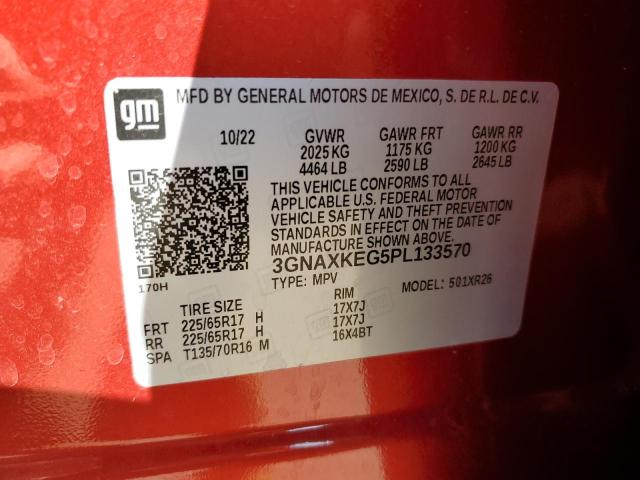 gm
MFD BY GENERAL MOTORS DE MEXICO, S. DE R.L. DE C.V.
10/22 GVWR GAWR FRT GAWR RR
2025 KG 1175 KG 1200 KG
4464 LB 2590 LB 2645 LB
THIS VEHICLE CONFORMS TO ALL
APPLICABLE U.S. FEDERAL MOTOR
VEHICLE SAFETY AND THEFT PREVENTION
STANDARDS IN EFFECT ON THE DATE OF
MANUFACTURE SHOWN ABOVE.
3GNAXKEG5PL133570
170H TYPE: MPV MODEL: 501XR26
TIRE SIZE RIM
FRT 225/65R17 H 17X7J
RR 225/65R17 H 17X7J
SPA T135/70R16 M 16X4BT